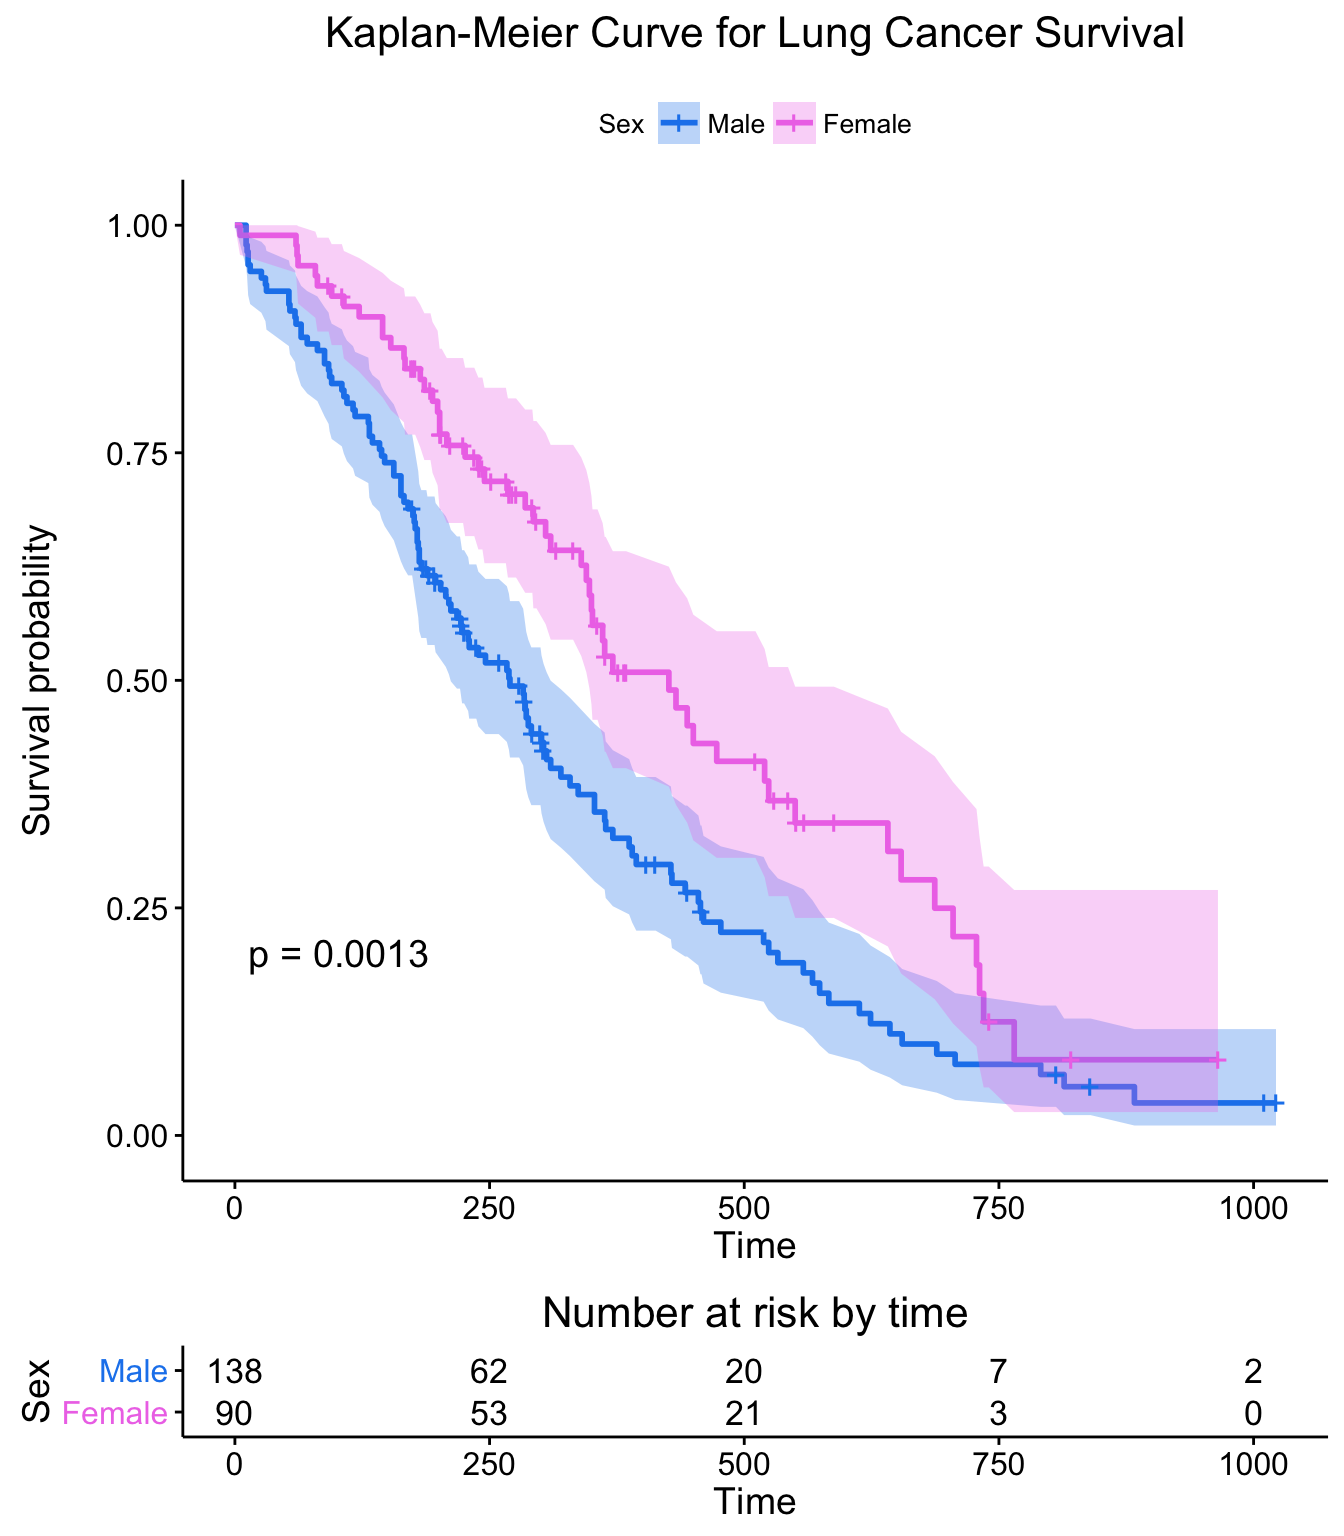 Kaplan-Meier Curve for Lung Cancer Survival
Sex Male Female
Survival probability
1.00
0.75
0.50
0.25
0.00
p = 0.0013
0 250 500 750 1000
Time
Number at risk by time
Sex
Male 138 62 20 7 2
Female 90 53 21 3 0
0 250 500 750 1000
Time